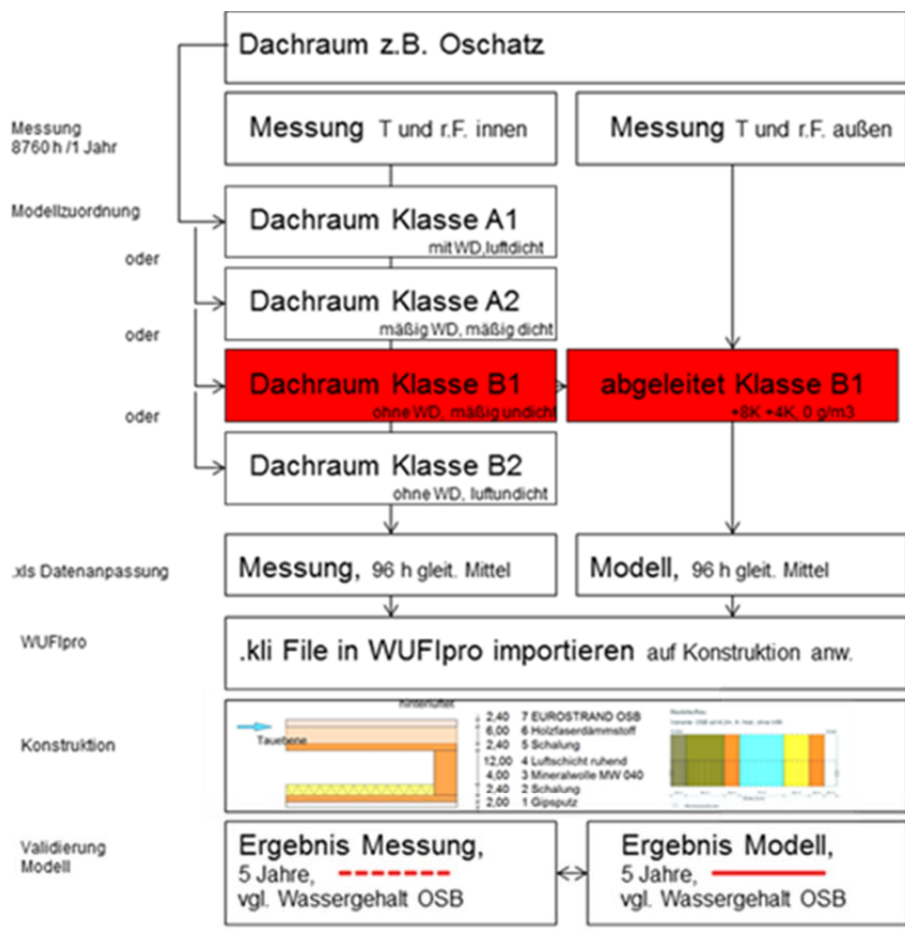 Dachraum z.B. Oschatz
Messung
8760 h /1 Jahr
Messung T und r.F. innen
Messung T und r.F. außen
Modellzuordnung
Dachraum Klasse A1
mit WD,luftdicht
oder
Dachraum Klasse A2
mäßig WD, mäßig dicht
oder
Dachraum Klasse B1
ohne WD, mäßig undicht
abgeleitet Klasse B1
+8K +4K, 0 g/m3
oder
Dachraum Klasse B2
ohne WD, luftundicht
.xls Datenanpassung
Messung, 96 h gleit. Mittel
Modell, 96 h gleit. Mittel
WUFIpro
.kli File in WUFIpro importieren auf Konstruktion anw.
Konstruktion
hinterlüftet
Tauebene
2,40 7 EUROSTRAND OSB
6,00 6 Holzfaserdämmstoff
2,40 5 Schalung
12,00 4 Luftschicht ruhend
4,00 3 Mineralwolle MW 040
2,40 2 Schalung
2,00 1 Gipsputz
Validierung
Modell
Ergebnis Messung,
5 Jahre,
vgl. Wassergehalt OSB
Ergebnis Modell,
5 Jahre,
vgl. Wassergehalt OSB